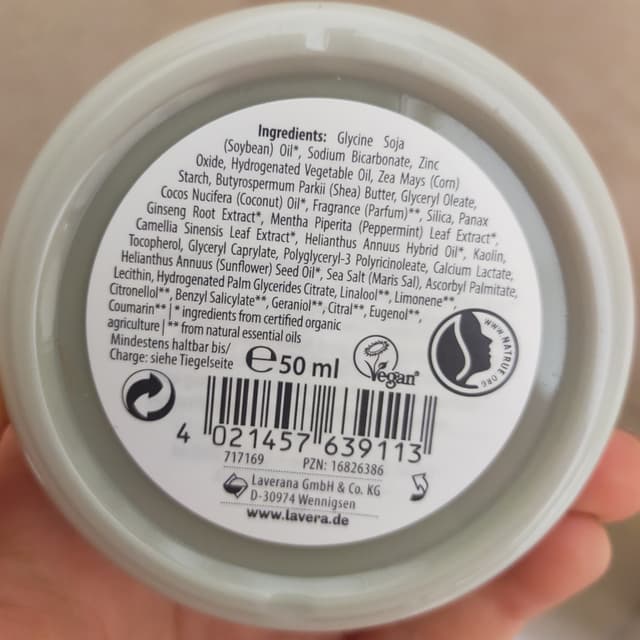 Ingredients: Glycine Soja
(Soybean) Oil*, Sodium Bicarbonate, Zinc
Oxide, Hydrogenated Vegetable Oil, Zea Mays (Corn)
Starch, Butyrospermum Parkii (Shea) Butter, Glyceryl Oleate,
Cocos Nucifera (Coconut) Oil*, Fragrance (Parfum)**, Silica, Panax
Ginseng Root Extract*, Mentha Piperita (Peppermint) Leaf Extract*,
Camellia Sinensis Leaf Extract*, Helianthus Annuus Hybrid Oil*, Kaolin,
Tocopherol, Glyceryl Caprylate, Polyglyceryl-3 Polyricinoleate, Calcium Lactate,
Helianthus Annuus (Sunflower) Seed Oil*, Sea Salt (Maris Sal), Ascorbyl Palmitate,
Lecithin, Hydrogenated Palm Glycerides Citrate, Linalool**, Limonene**,
Citronellol**, Benzyl Salicylate**, Geraniol**, Citral**, Eugenol**,
Coumarin** | * ingredients from certified organic
agriculture | ** from natural essential oils
Mindestens haltbar bis/
Charge: siehe Tiegelseite
℮ 50 ml
Vegan
WWW.NATRUE.ORG
4 021457 639113
717169 PZN: 16826386
Laverana GmbH & Co. KG
D-30974 Wennigsen
www.lavera.de